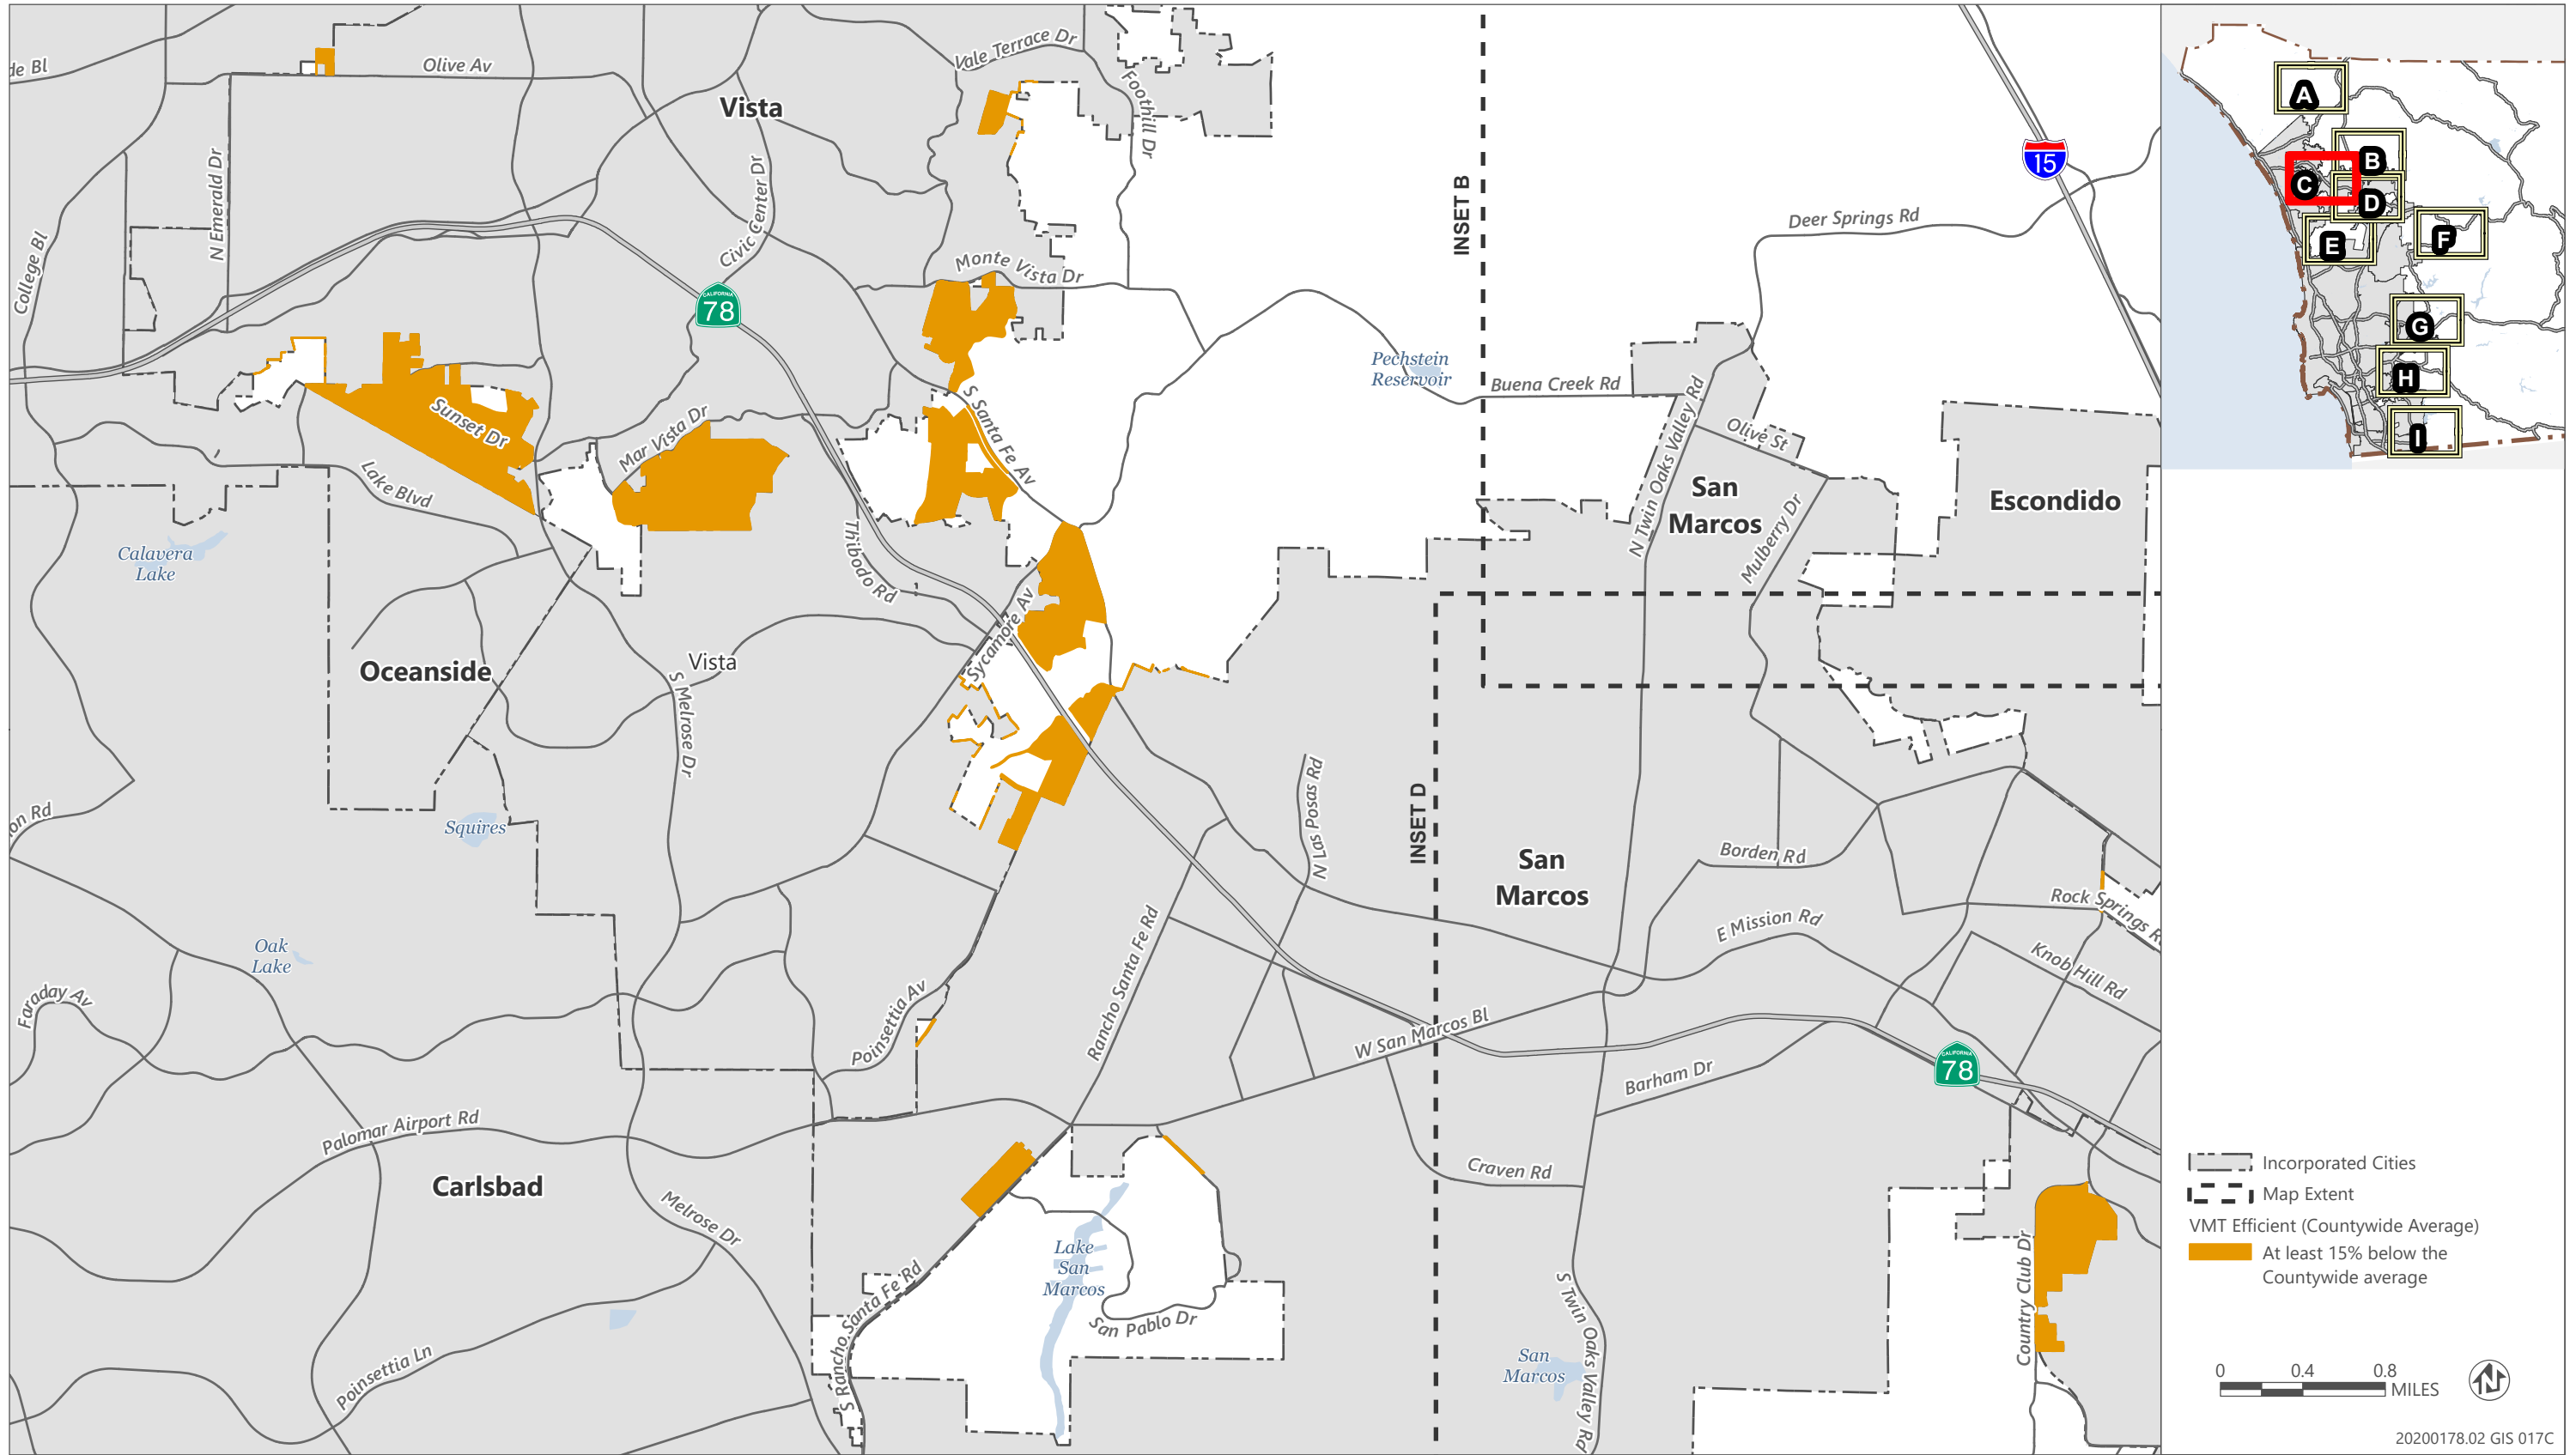 de Bl
Olive Av
Vista
Vale Terrace Dr
Foothill Dr
N Emerald Dr
College Bl
Civic Center Dr
CALIFORNIA
78
Monte Vista Dr
INSET B
15
Deer Springs Rd
Pechstein
Reservoir
Buena Creek Rd
N Twin Oaks Valley Rd
Olive St
San
Marcos
Mulberry Dr
Escondido
Sunset Dr
Mar Vista Dr
S Santa Fe Av
Lake Blvd
Thibodo Rd
Calavera
Lake
Sycamore Av
Oceanside
Vista
S Melrose Dr
Squires
on Rd
N Las Posas Rd
INSET D
San
Marcos
Borden Rd
Rock Springs R
E Mission Rd
Knob Hill Rd
Oak
Lake
Faraday Av
Poinsettia Av
Rancho Santa Fe Rd
W San Marcos Bl
Barham Dr
CALIFORNIA
78
Palomar Airport Rd
Carlsbad
Melrose Dr
Craven Rd
Lake
San
Marcos
San Pablo Dr
S Rancho Santa Fe Rd
Poinsettia Ln
San
Marcos
S Twin Oaks Valley Rd
Country Club Dr
A
B
C
D
E
F
G
H
I
Incorporated Cities
Map Extent
VMT Efficient (Countywide Average)
At least 15% below the
Countywide average
0 0.4 0.8
MILES
N
20200178.02 GIS 017C